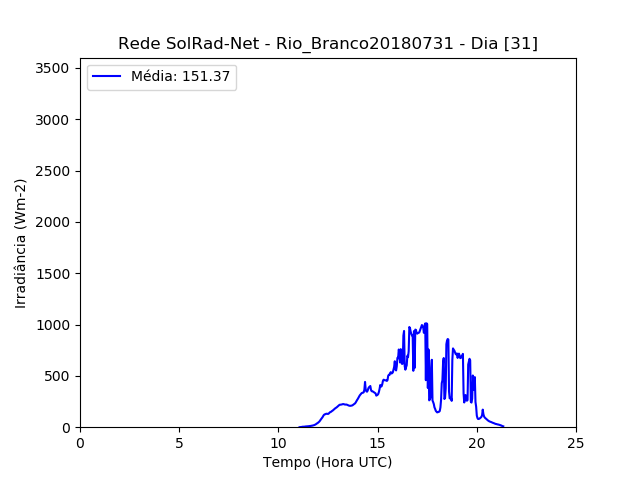 Rede SolRad-Net - Rio_Branco20180731 - Dia [31]
Média: 151.37
3500
3000
2500
2000
1500
1000
500
0
Irradiância (Wm-2)
0 5 10 15 20 25
Tempo (Hora UTC)